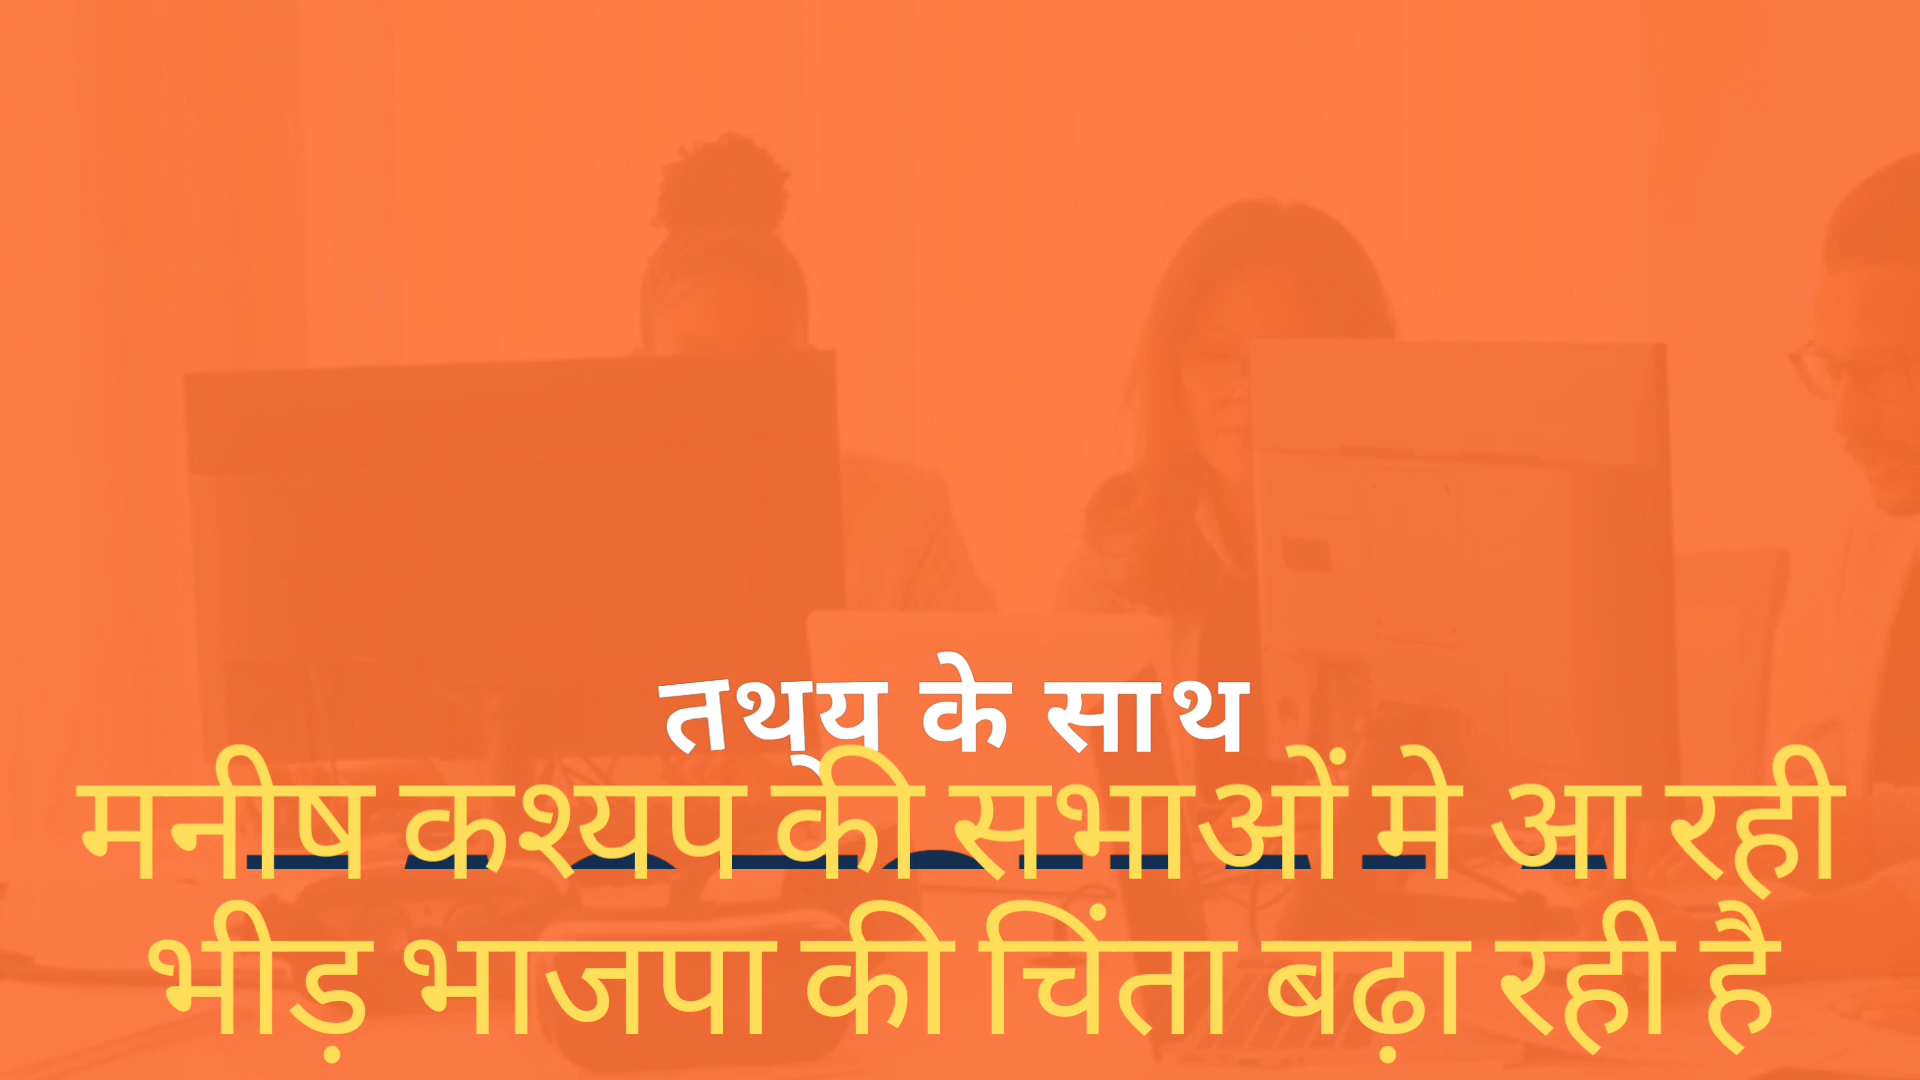 तथ्य के साथ
मनीष कश्यप की सभाओं मे आ रही
भीड़ भाजपा की चिंता बढ़ा रही है